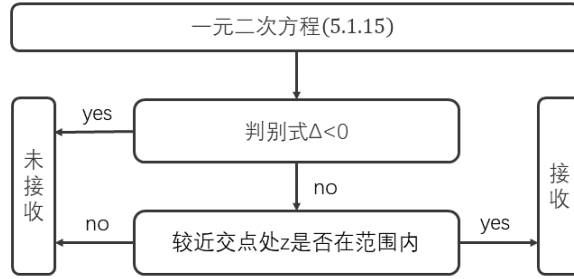 一元二次方程(5.1.15)
yes
判别式Δ<0
未
接
收
接
收
no
no
较近交点处z是否在范围内
yes